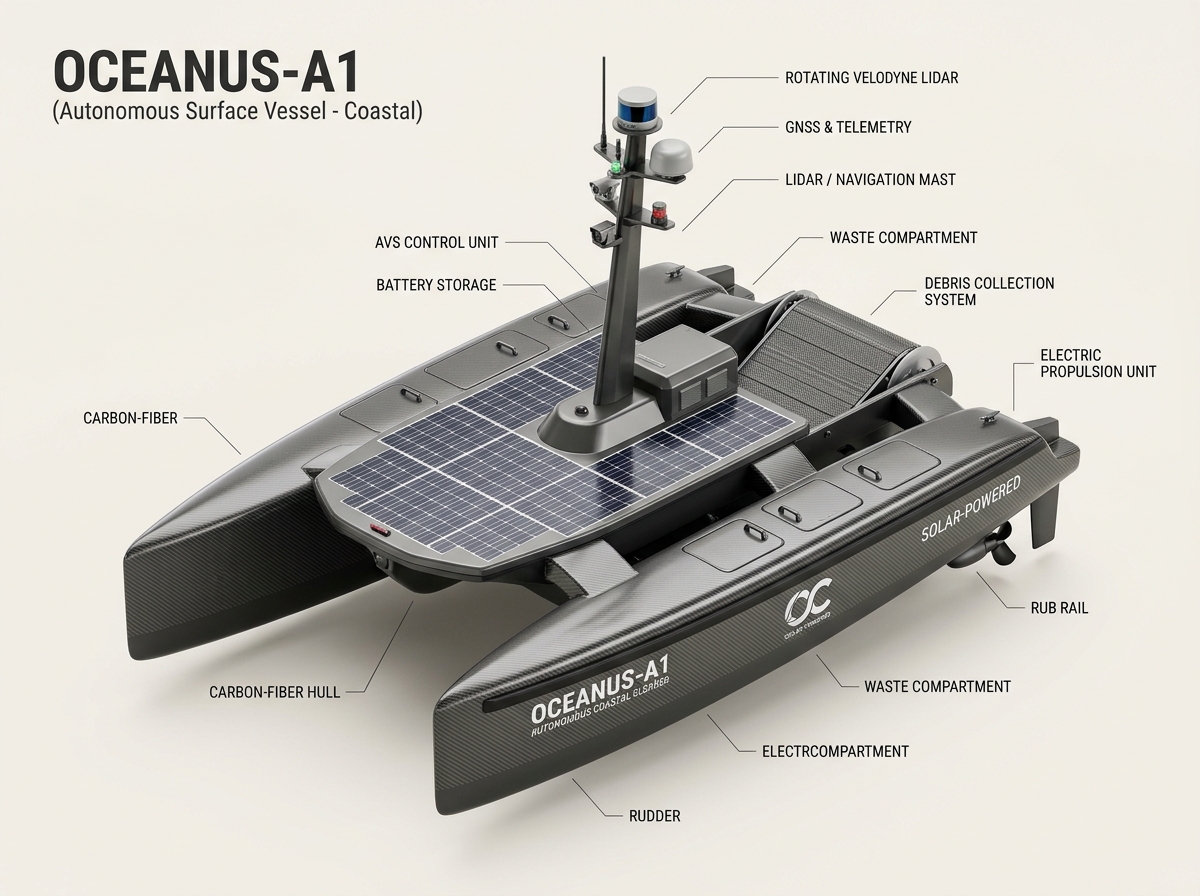 OCEANUS-A1
(Autonomous Surface Vessel - Coastal)
ROTATING VELODYNE LIDAR
GNSS & TELEMETRY
LIDAR / NAVIGATION MAST
AVS CONTROL UNIT
WASTE COMPARTMENT
BATTERY STORAGE
DEBRIS COLLECTION
SYSTEM
ELECTRIC
PROPULSION UNIT
CARBON-FIBER
SOLAR-POWERED
OC
RUB RAIL
CARBON-FIBER HULL
WASTE COMPARTMENT
OCEANUS-A1
COASTAL
ELECTRCOMPARTMENT
RUDDER